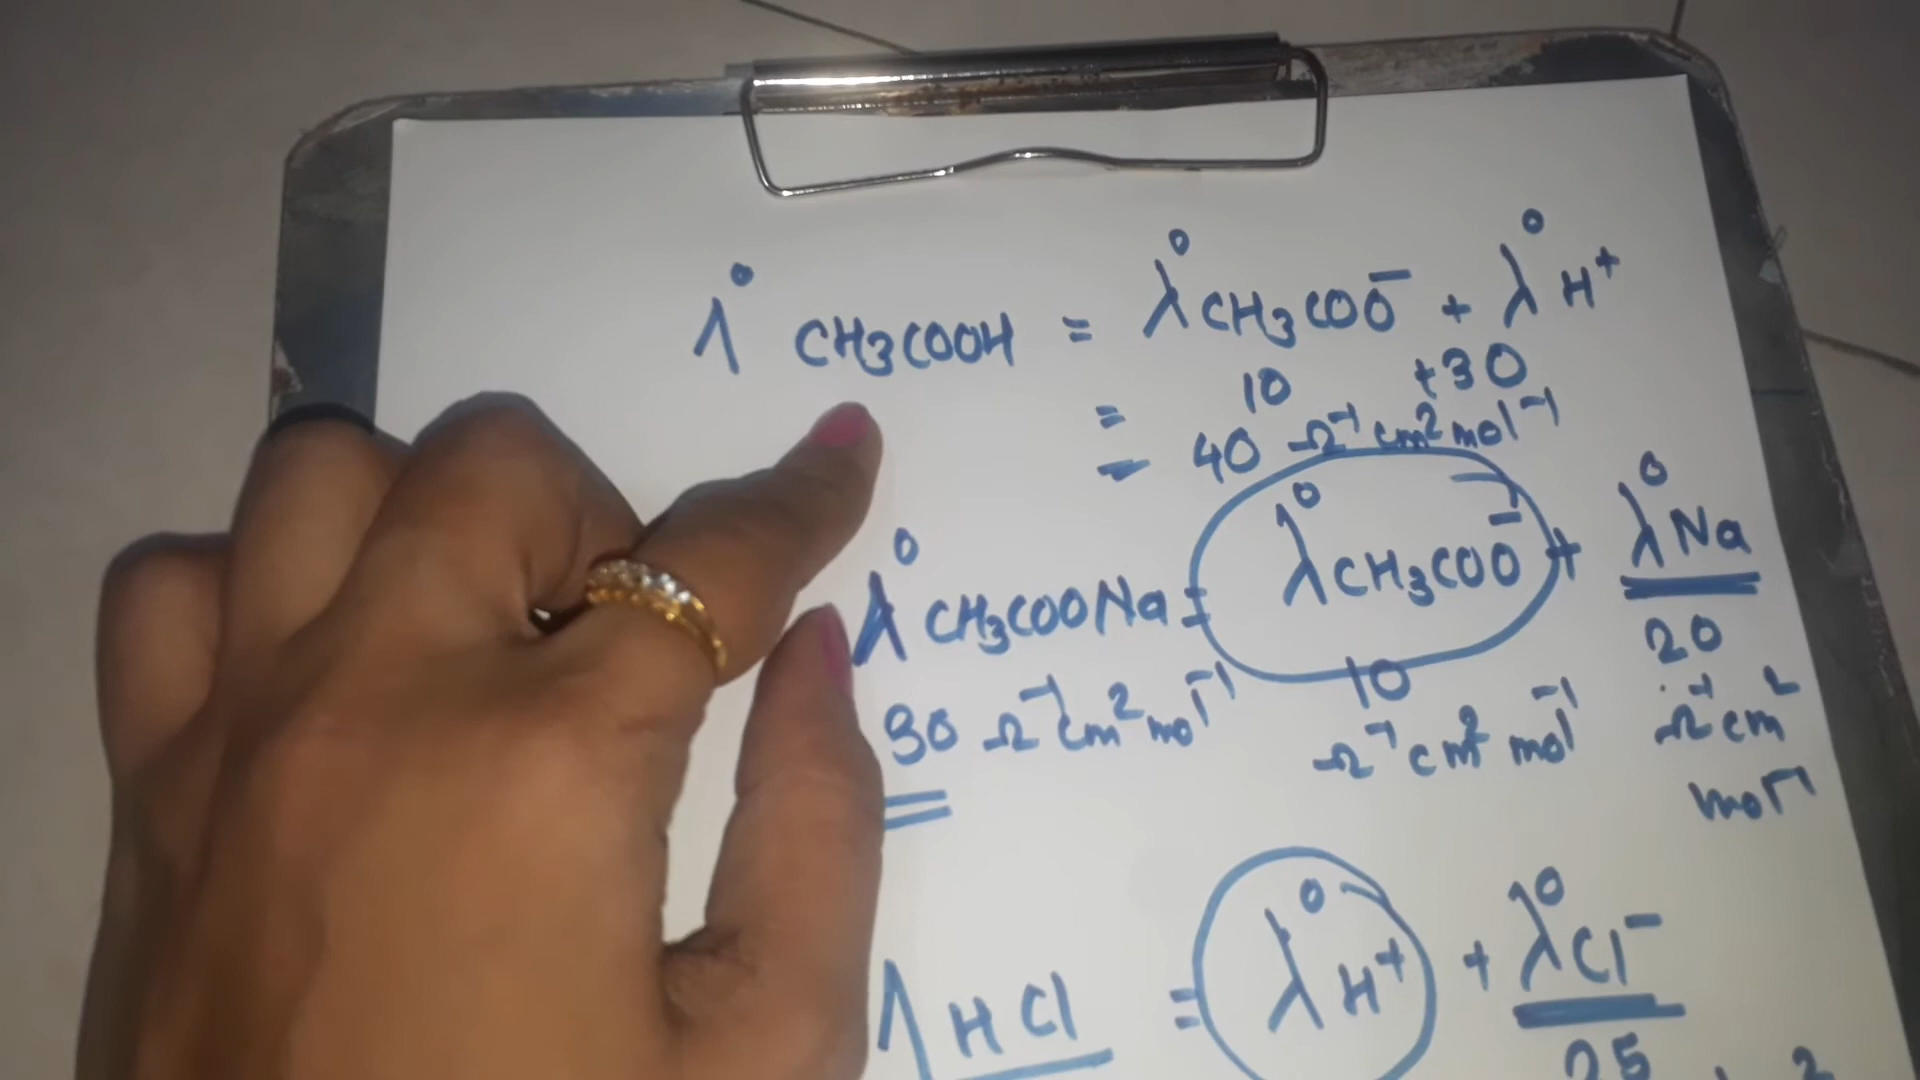 Λ° CH3COOH = λ° CH3COO⁻ + λ° H⁺
= 10 +30
= 40 Ω⁻¹ cm² mol⁻¹
λ° CH3COONa = λ° CH3COO⁻ + λ° Na
30 Ω⁻¹ cm² mol⁻¹ 10 Ω⁻¹ cm² mol⁻¹ 20 Ω⁻¹ cm² mol⁻¹
Λ HCl = λ° H⁺ + λ° Cl⁻
25